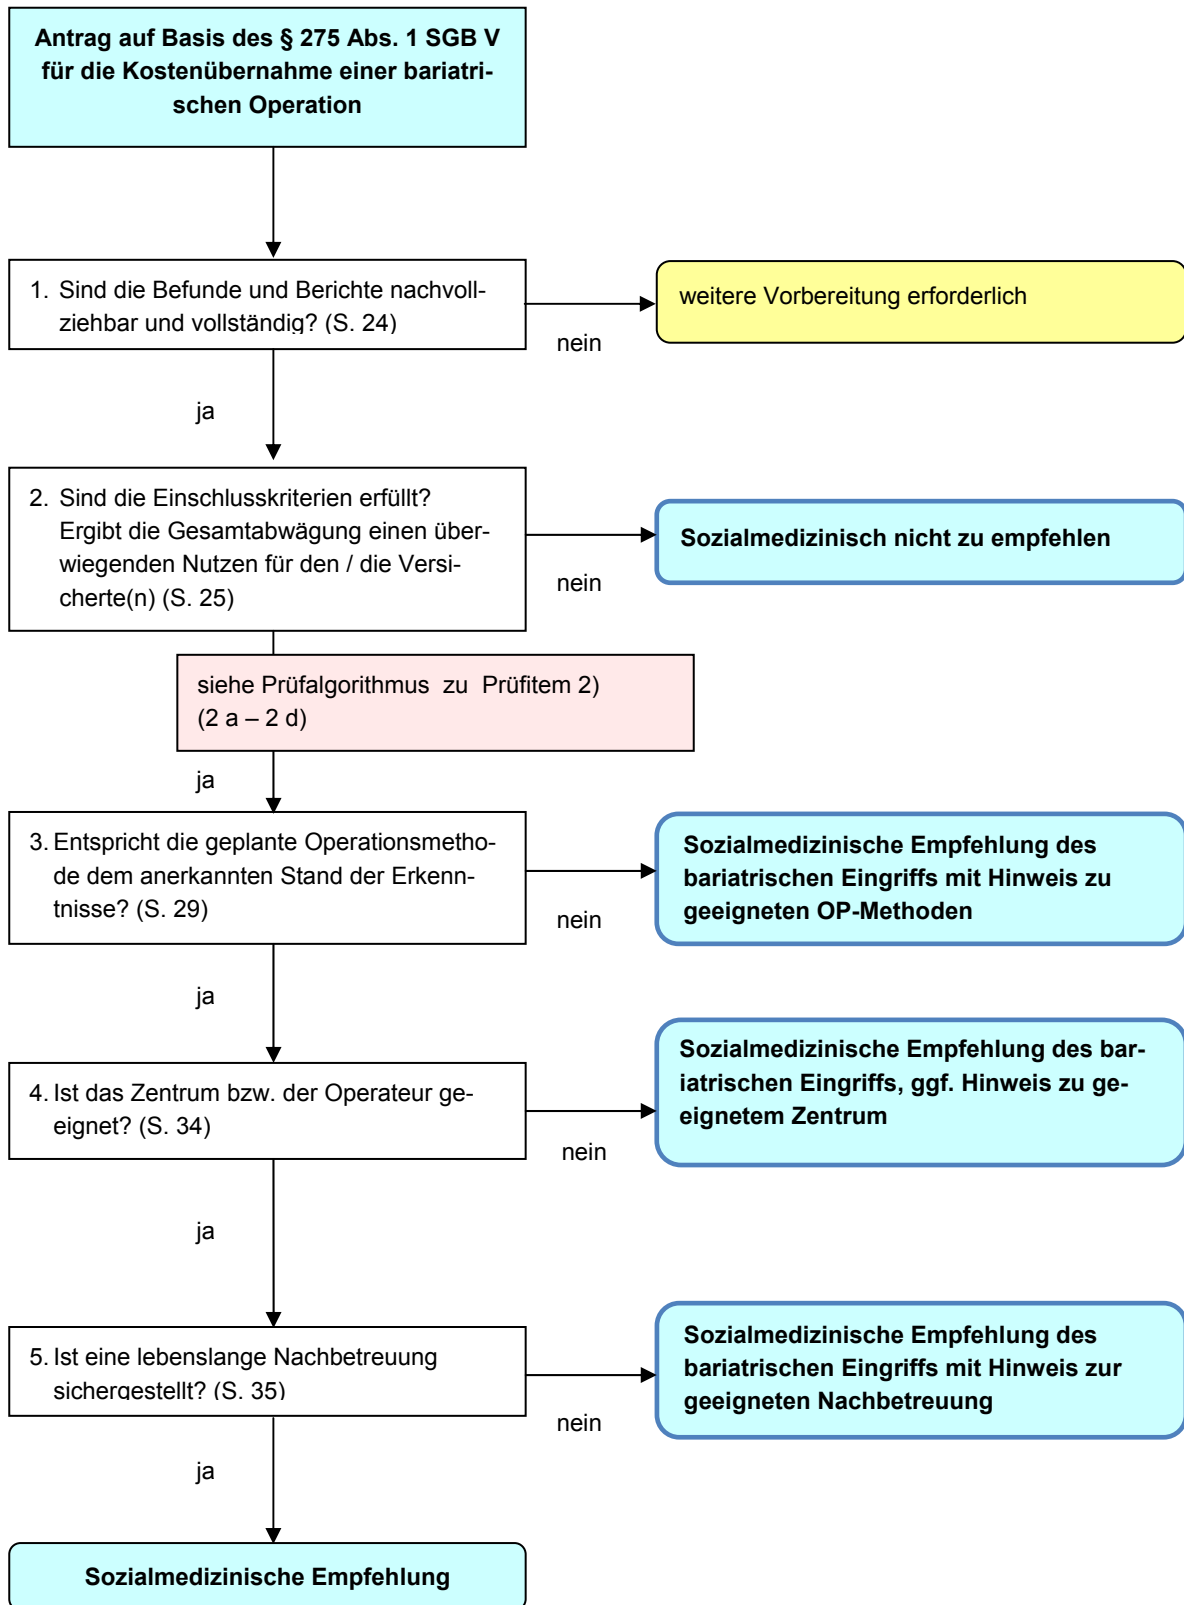 Antrag auf Basis des § 275 Abs. 1 SGB V
für die Kostenübernahme einer bariatri-
schen Operation
1. Sind die Befunde und Berichte nachvoll-
ziehbar und vollständig? (S. 24)
weitere Vorbereitung erforderlich
nein
ja
2. Sind die Einschlusskriterien erfüllt?
Ergibt die Gesamtabwägung einen über-
wiegenden Nutzen für den / die Versi-
cherte(n) (S. 25)
Sozialmedizinisch nicht zu empfehlen
nein
siehe Prüfalgorithmus zu Prüfitem 2)
(2 a – 2 d)
ja
3. Entspricht die geplante Operationsmetho-
de dem anerkannten Stand der Erkennt-
nisse? (S. 29)
Sozialmedizinische Empfehlung des
bariatrischen Eingriffs mit Hinweis zu
geeigneten OP-Methoden
nein
ja
4. Ist das Zentrum bzw. der Operateur ge-
eignet? (S. 34)
Sozialmedizinische Empfehlung des bar-
iatrischen Eingriffs, ggf. Hinweis zu ge-
eignetem Zentrum
nein
ja
5. Ist eine lebenslange Nachbetreuung
sichergestellt? (S. 35)
Sozialmedizinische Empfehlung des
bariatrischen Eingriffs mit Hinweis zur
geeigneten Nachbetreuung
nein
ja
Sozialmedizinische Empfehlung